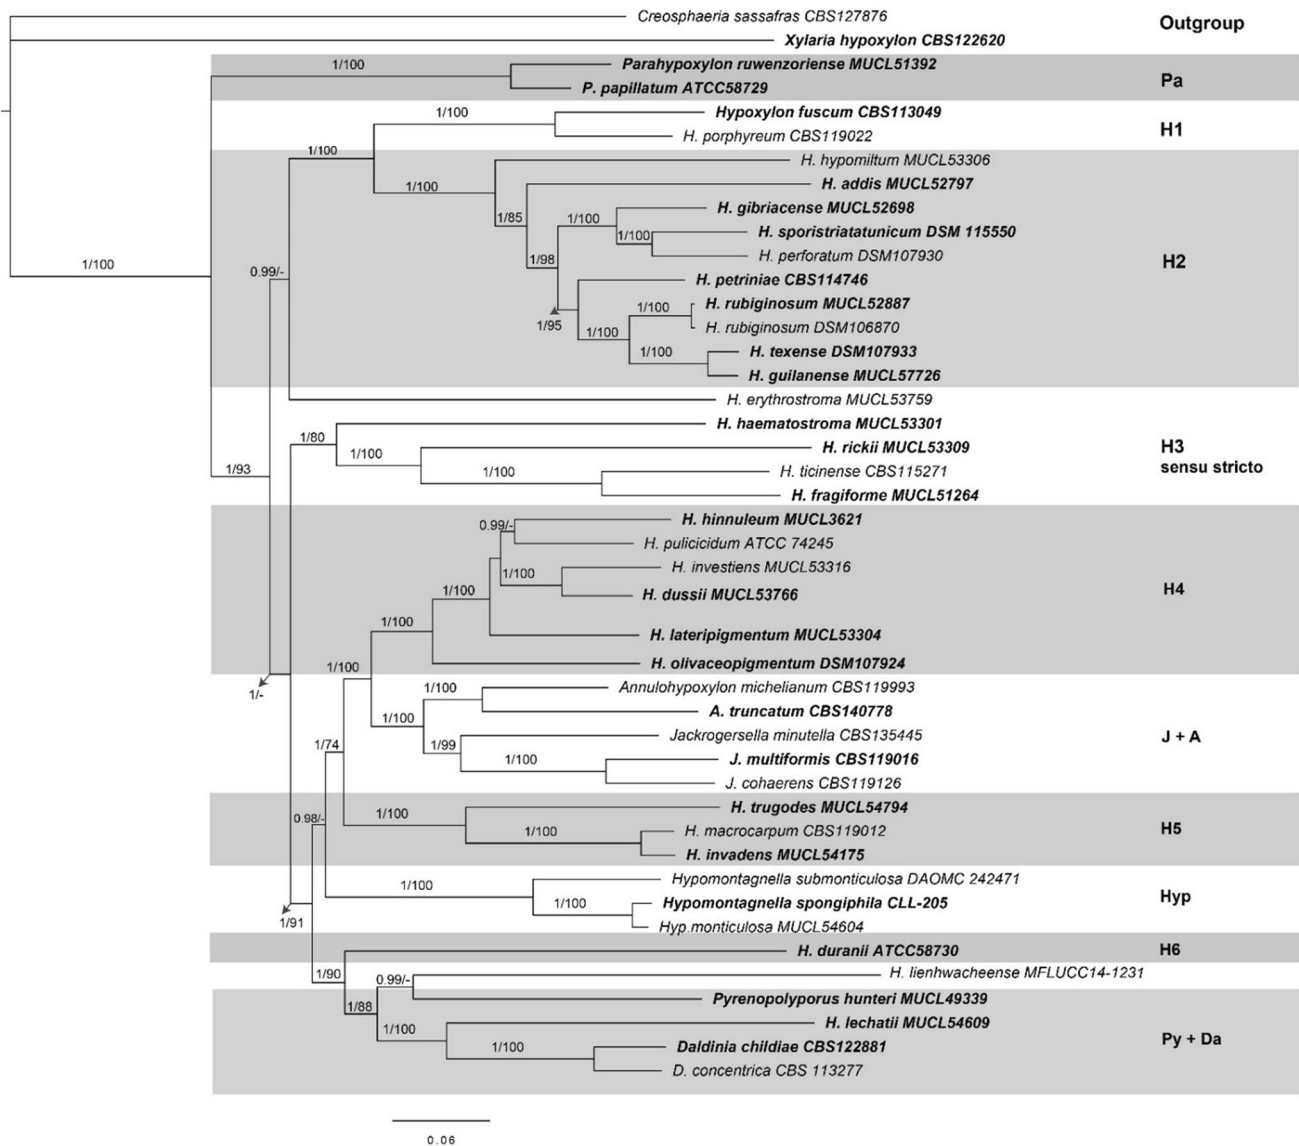 Creosphaeria sassafras CBS127876
Outgroup
Xylaria hypoxylon CBS122620
1/100
Parahypoxylon ruwenzoriense MUCL51392
Pa
P. papillatum ATCC58729
1/100
Hypoxylon fuscum CBS113049
H1
H. porphyreum CBS119022
1/100
H. hypomiltum MUCL53306
1/100
H. addis MUCL52797
1/85
1/100
H. gibriacense MUCL52698
1/100
H. sporistriatatunicum DSM 115550
H. perforatum DSM107930
1/98
H2
1/100
0.99/-
H. petriniae CBS114746
1/100
H. rubiginosum MUCL52887
1/95
H. rubiginosum DSM106870
1/100
1/100
H. texense DSM107933
H. guilanense MUCL57726
H. erythrostroma MUCL53759
H. haematostroma MUCL53301
1/80
1/100
H. rickii MUCL53309
H3
sensu stricto
1/93
1/100
H. ticinense CBS115271
H. fragiforme MUCL51264
0.99/-
H. hinnuleum MUCL3621
H. pulicicidum ATCC 74245
1/100
H. investiens MUCL53316
1/100
H. dussii MUCL53766
H4
1/100
H. lateripigmentum MUCL53304
1/100
H. olivaceopigmentum DSM107924
1/-
1/100
Annulohypoxylon michelianum CBS119993
1/100
A. truncatum CBS140778
1/74
1/99
Jackrogersella minutella CBS135445
J + A
1/100
J. multiformis CBS119016
J. cohaerens CBS119126
1/100
H. trugodes MUCL54794
0.98/-
1/100
H. macrocarpum CBS119012
H5
H. invadens MUCL54175
1/100
Hypomontagnella submonticulosa DAOMC 242471
1/100
Hypomontagnella spongiphila CLL-205
Hyp
1/91
Hyp.monticulosa MUCL54604
H. duranii ATCC58730
H6
1/90
0.99/-
H. lienhwacheense MFLUCC14-1231
1/88
Pyrenopolyporus hunteri MUCL49339
1/100
H. lechatii MUCL54609
1/100
Daldinia childiae CBS122881
Py + Da
D. concentrica CBS 113277
0.06